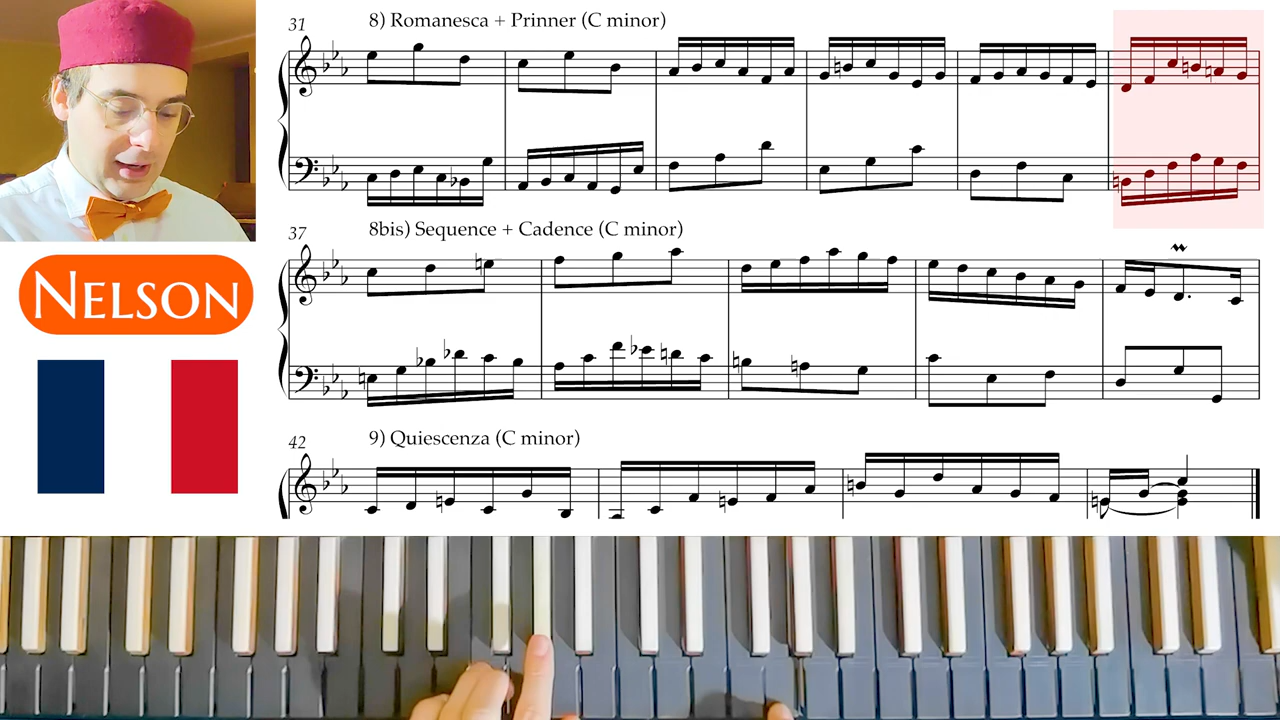 31
8) Romanesca + Prinner (C minor)
NELSON
37
8bis) Sequence + Cadence (C minor)
42
9) Quiescenza (C minor)